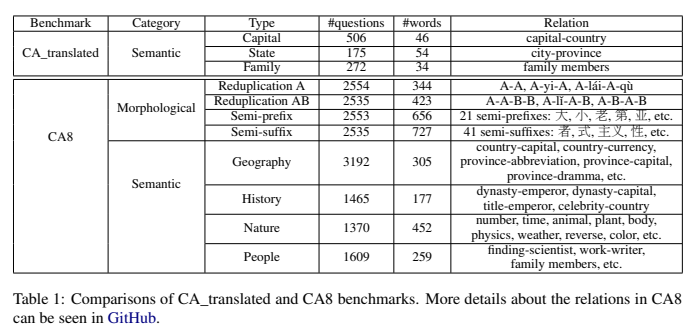 Benchmark Category Type #questions #words Relation
CA_translated Semantic Capital 506 46 capital-country
State 175 54 city-province
Family 272 34 family members
CA8 Morphological Reduplication A 2554 344 A-A, A-yi-A, A-lái-A-qù
Reduplication AB 2535 423 A-A-B-B, A-lǐ-A-B, A-B-A-B
Semi-prefix 2553 656 21 semi-prefixes: 大, 小, 老, 第, 亚, etc.
Semi-suffix 2535 727 41 semi-suffixes: 者, 式, 主义, 性, etc.
Semantic Geography 3192 305 country-capital, country-currency,
province-abbreviation, province-capital,
province-dramma, etc.
History 1465 177 dynasty-emperor, dynasty-capital,
title-emperor, celebrity-country
Nature 1370 452 number, time, animal, plant, body,
physics, weather, reverse, color, etc.
People 1609 259 finding-scientist, work-writer,
family members, etc.
Table 1: Comparisons of CA_translated and CA8 benchmarks. More details about the relations in CA8
can be seen in GitHub.